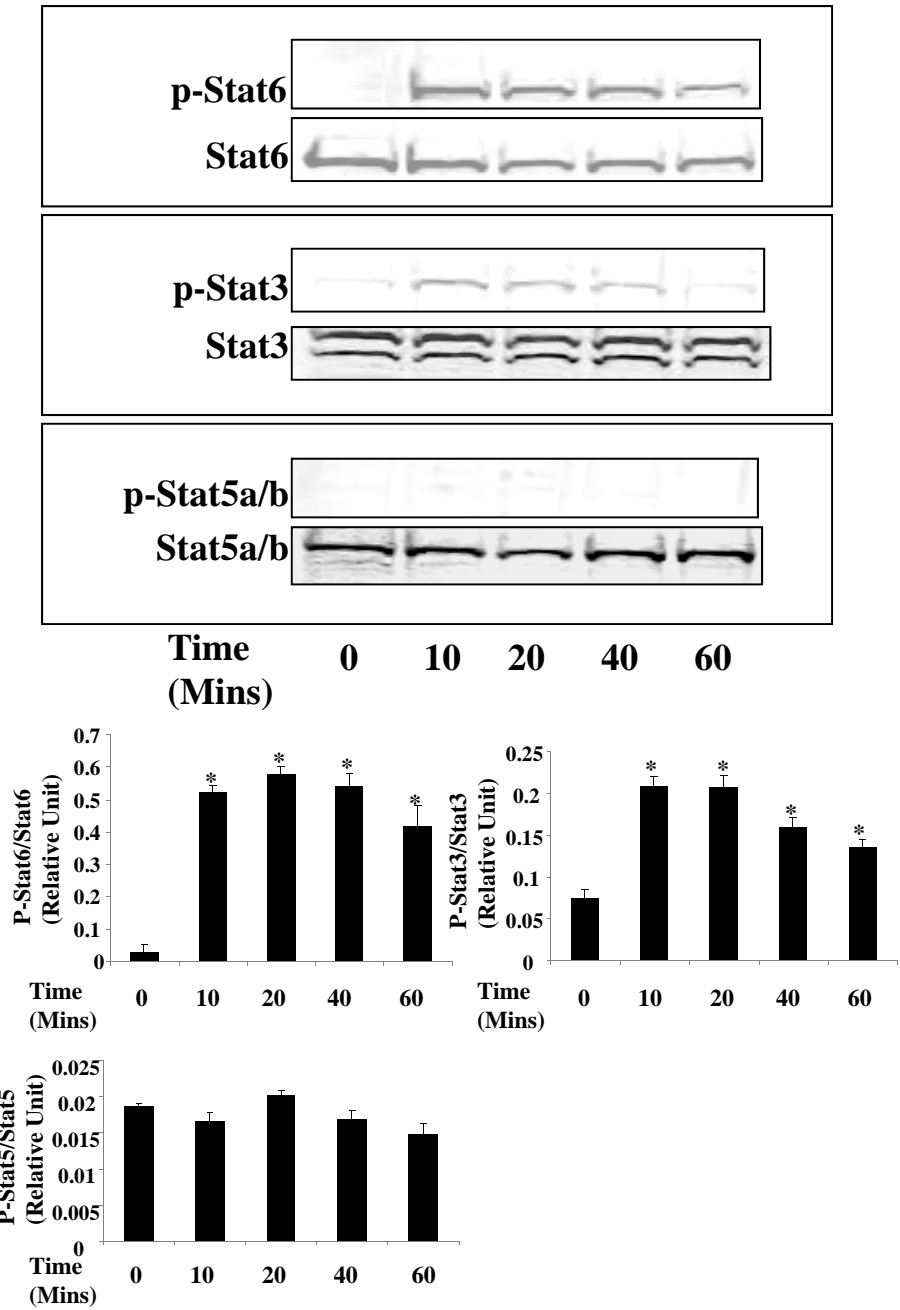 p-Stat6
Stat6
p-Stat3
Stat3
p-Stat5a/b
Stat5a/b
Time
(Mins)
0 10 20 40 60
P-Stat6/Stat6
(Relative Unit)
0.7
0.6
0.5
0.4
0.3
0.2
0.1
0
* * * *
Time
(Mins)
0 10 20 40 60
P-Stat3/Stat3
(Relative Unit)
0.25
0.2
0.15
0.1
0.05
0
* * * *
Time
(Mins)
0 10 20 40 60
P-Stat5/Stat5
(Relative Unit)
0.025
0.02
0.015
0.01
0.005
0
Time
(Mins)
0 10 20 40 60